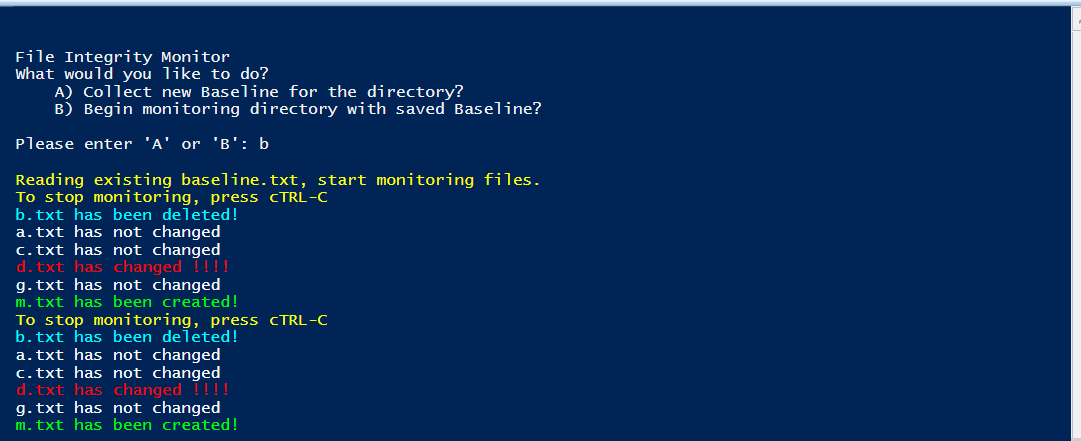 File Integrity Monitor
What would you like to do?
A) Collect new Baseline for the directory?
B) Begin monitoring directory with saved Baseline?
Please enter 'A' or 'B': b
Reading existing baseline.txt, start monitoring files.
To stop monitoring, press cTRL-C
b.txt has been deleted!
a.txt has not changed
c.txt has not changed
d.txt has changed !!!!
g.txt has not changed
m.txt has been created!
To stop monitoring, press cTRL-C
b.txt has been deleted!
a.txt has not changed
c.txt has not changed
d.txt has changed !!!!
g.txt has not changed
m.txt has been created!